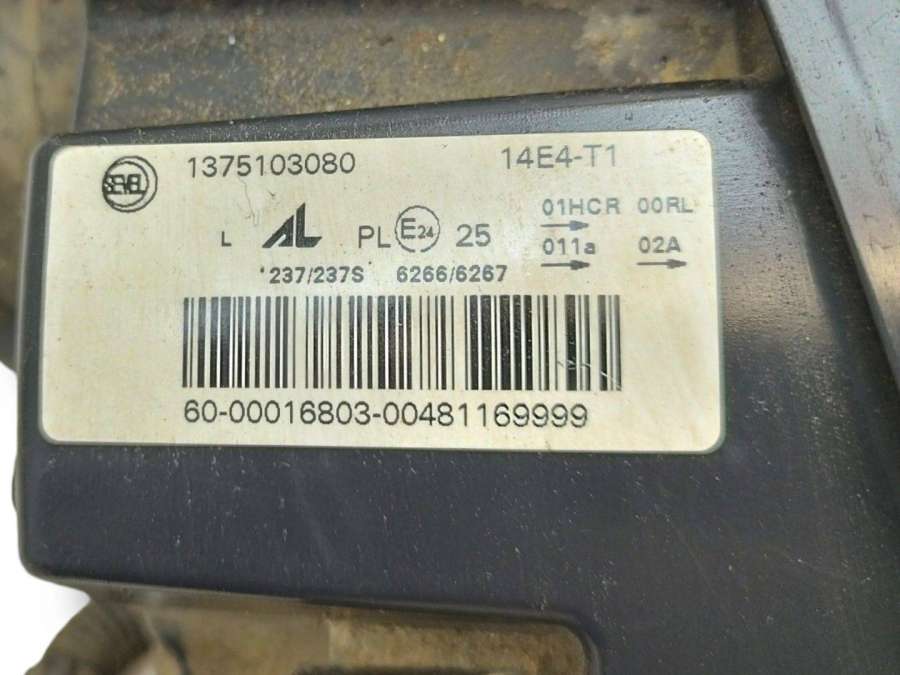 SEVEL 1375103080 14E4-T1
01HCR 00RL
L AL PL E24 25
011a 02A
237/237S 6266/6267
60-00016803-00481169999